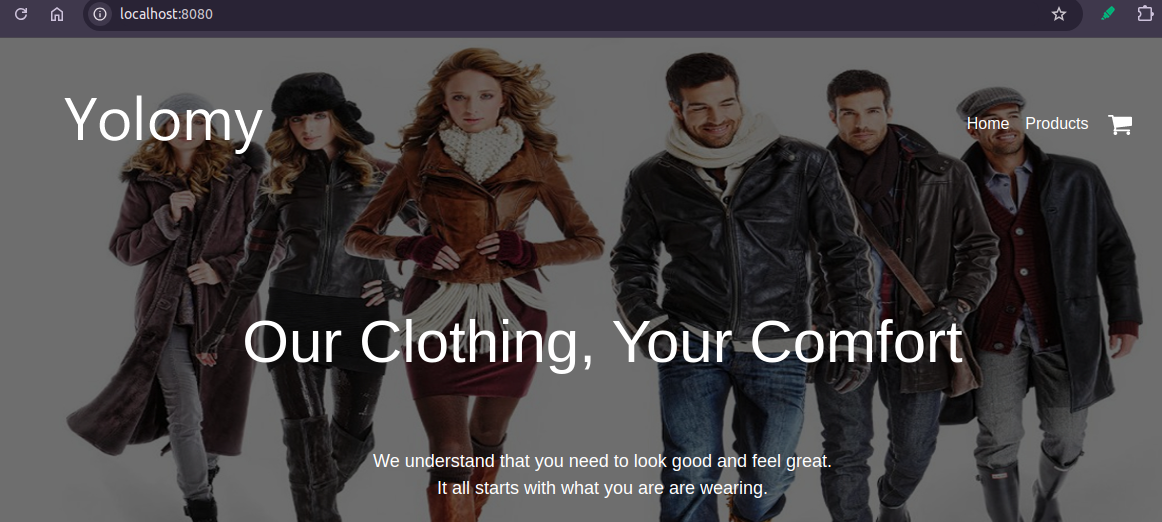 localhost:8080
Yolomy
Home Products
Our Clothing, Your Comfort
We understand that you need to look good and feel great.
It all starts with what you are are wearing.